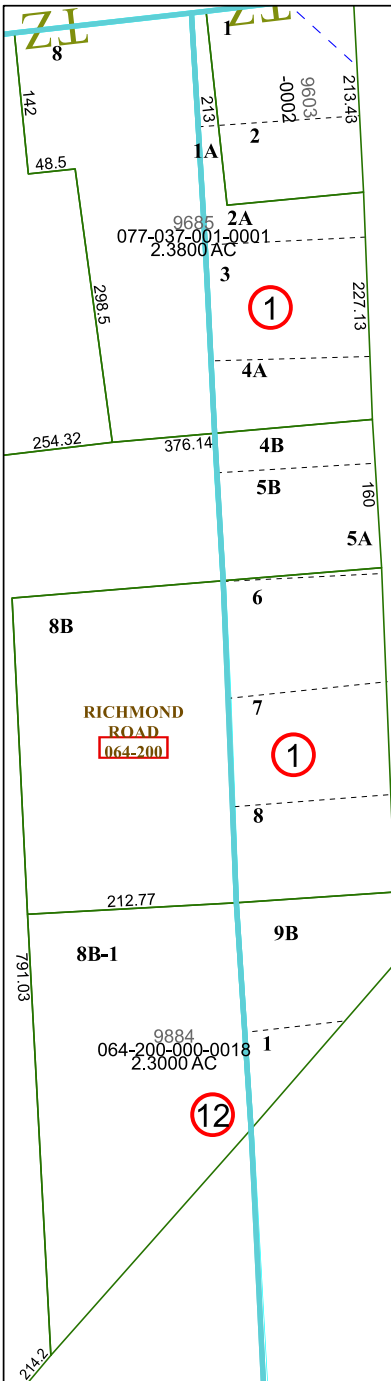 TZ
TZ
8
1
142
213
213.43
9603
-0002
2
1A
48.5
2A
9685
077-037-001-0001
2.3800 AC
3
298.5
1
227.13
4A
254.32
376.14
4B
5B
160
5A
6
8B
RICHMOND
ROAD
064-200
7
1
8
212.77
9B
8B-1
791.03
9884
064-200-000-0018
2.3000 AC
1
12
214.2